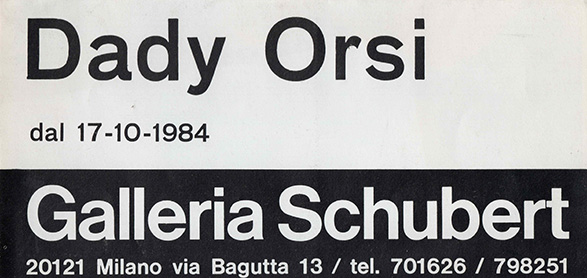 Dady Orsi
dal 17-10-1984
Galleria Schubert
20121 Milano via Bagutta 13 / tel. 701626 / 798251